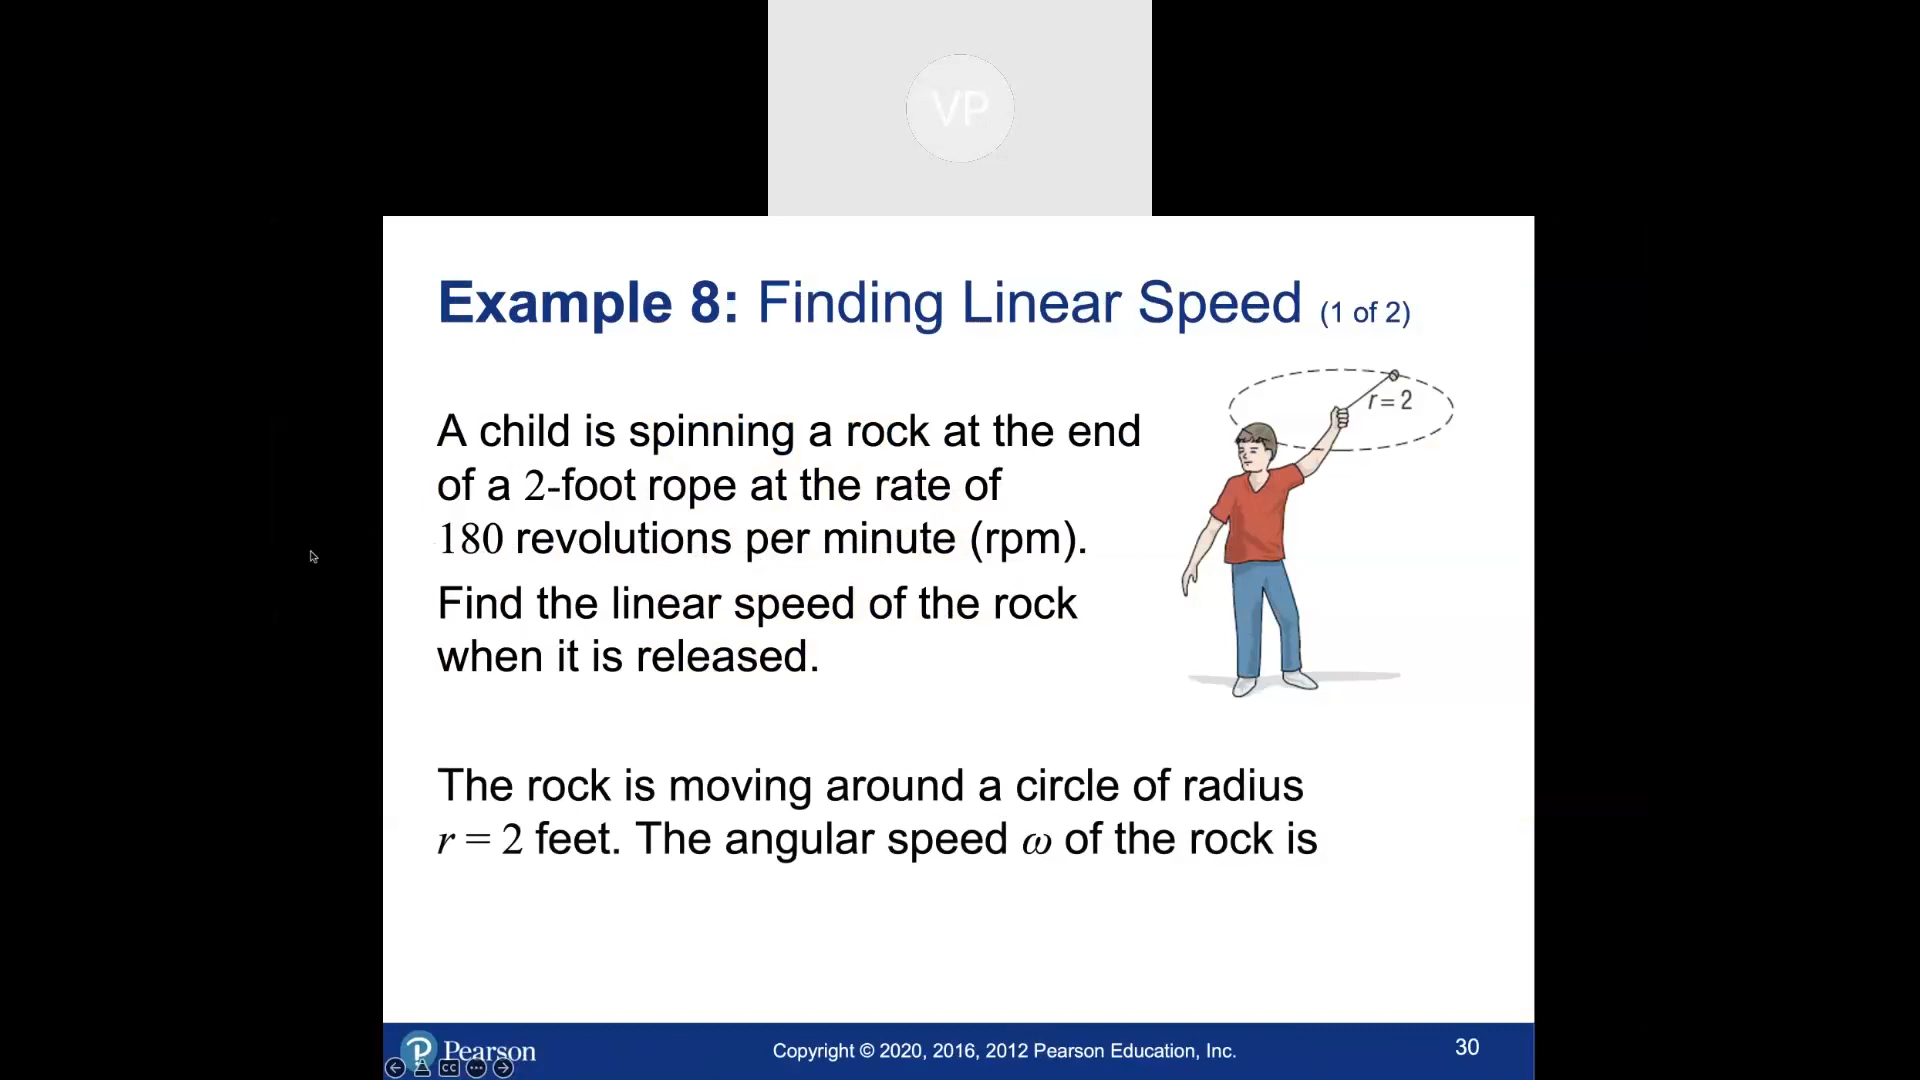 VP
Example 8: Finding Linear Speed (1 of 2)
r = 2
A child is spinning a rock at the end
of a 2-foot rope at the rate of
180 revolutions per minute (rpm).
Find the linear speed of the rock
when it is released.
The rock is moving around a circle of radius
r = 2 feet. The angular speed ω of the rock is
Pearson
Copyright © 2020, 2016, 2012 Pearson Education, Inc.
30
CC